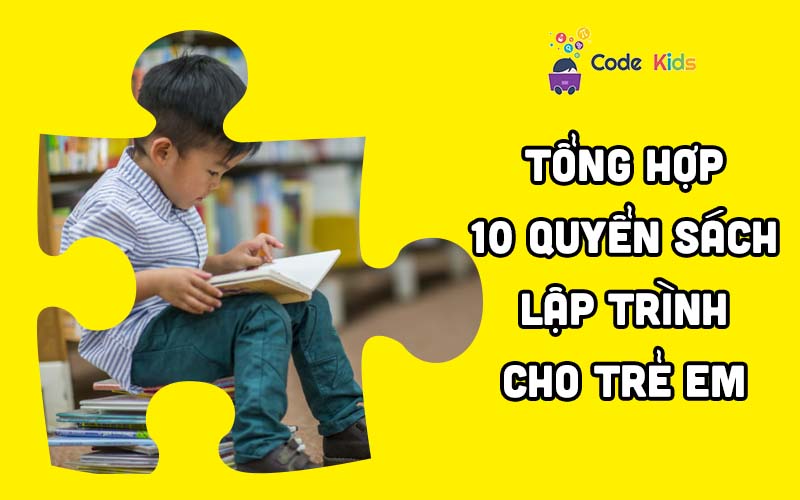 Code Kids
TỔNG HỢP
10 QUYỂN SÁCH
LẬP TRÌNH
CHO TRẺ EM